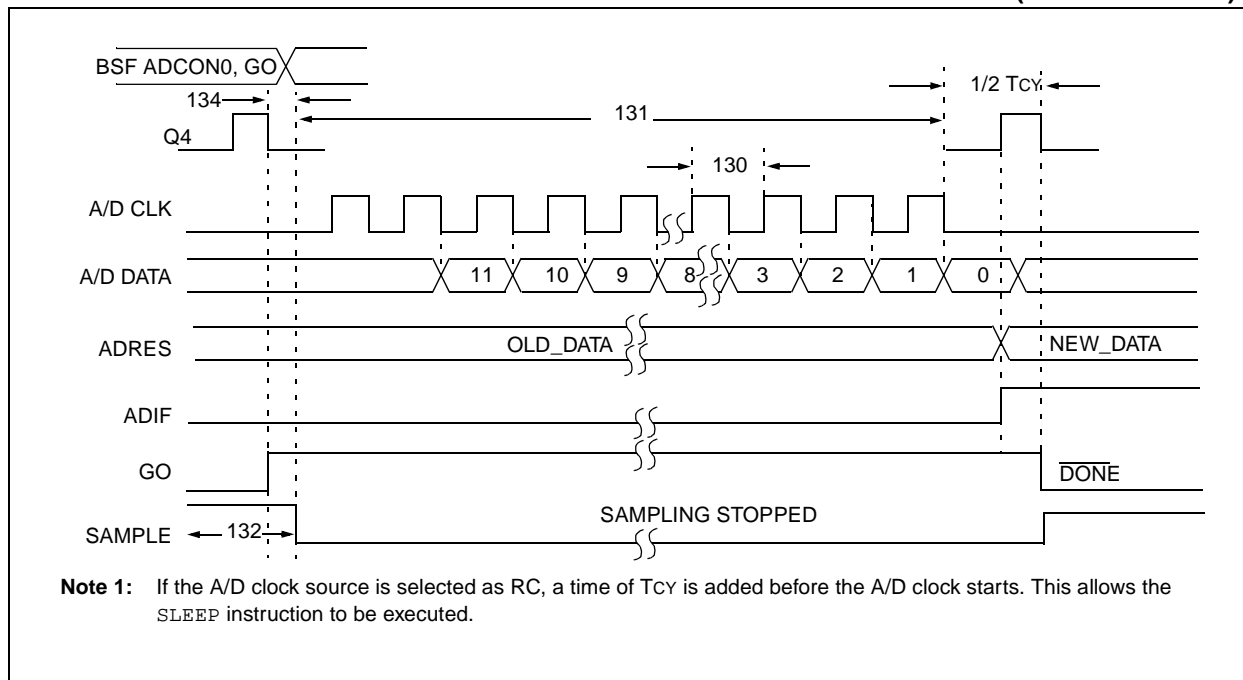 BSF ADCON0, GO
1/2 TCY
134
131
Q4
130
A/D CLK
A/D DATA
11 10 9 8 3 2 1 0
ADRES
OLD_DATA
NEW_DATA
ADIF
GO
DONE
SAMPLING STOPPED
SAMPLE
132
Note 1: If the A/D clock source is selected as RC, a time of TCY is added before the A/D clock starts. This allows the
SLEEP instruction to be executed.